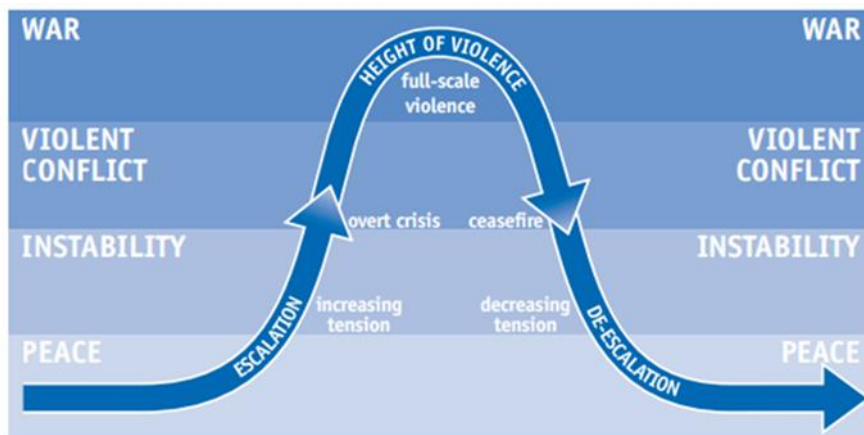 WAR
HEIGHT OF VIOLENCE
WAR
full-scale
violence
VIOLENT
CONFLICT
VIOLENT
CONFLICT
overt crisis
ceasefire
INSTABILITY
INSTABILITY
increasing
tension
decreasing
tension
ESCALATION
DE-ESCALATION
PEACE
PEACE